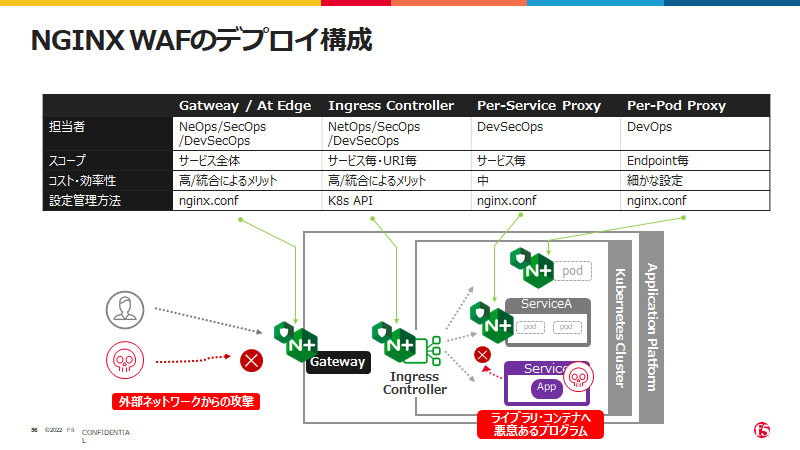 NGINX WAFのデプロイ構成
Gatweay / At Edge
Ingress Controller
Per-Service Proxy
Per-Pod Proxy
担当者
NeOps/SecOps
/DevSecOps
NetOps/SecOps
/DevSecOps
DevSecOps
DevOps
スコープ
サービス全体
サービス毎・URI毎
サービス毎
Endpoint毎
コスト・効率性
高/統合によるメリット
高/統合によるメリット
中
細かな設定
設定管理方法
nginx.conf
K8s API
nginx.conf
nginx.conf
N+
pod
ServiceA
N+
pod
pod
N+
Gateway
N+
Ingress
Controller
Service
App
Kubernetes Cluster
Application Platform
外部ネットワークからの攻撃
ライブラリ・コンテナへ
悪意あるプログラム
56
©2022 F5
CONFIDENTIA
L
f5